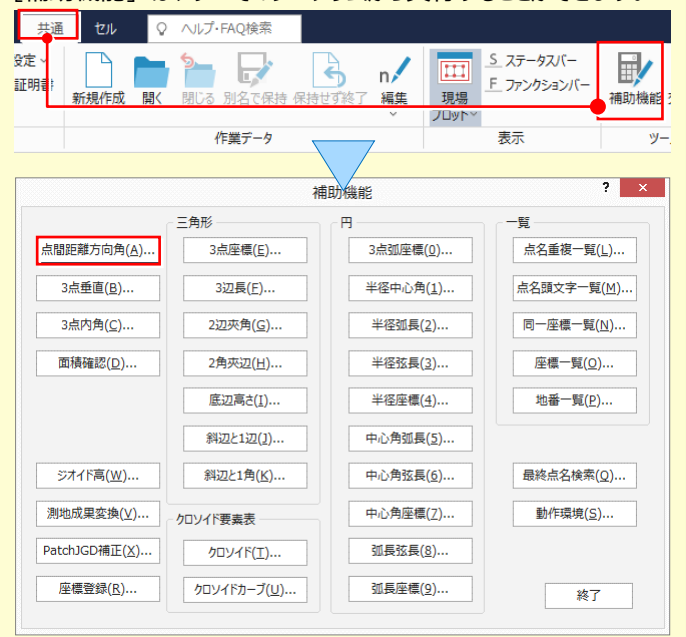 共通 セル ヘルプ・FAQ検索
設定
証明書
新規作成 開く 閉じる 別名で保持 保持せず終了 編集
現場
プロット
S ステータスバー
F ファンクションバー
補助機能
作業データ 表示 ツー
補助機能 ?
点間距離方向角(A)...
3点垂直(B)...
3点内角(C)...
面積確認(D)...
ジオイド高(W)...
測地成果変換(V)...
PatchJGD補正(X)...
座標登録(R)...
三角形
3点座標(E)...
3辺長(F)...
2辺夾角(G)...
2角夾辺(H)...
底辺高さ(I)...
斜辺と1辺(J)...
斜辺と1角(K)...
クロソイド要素表
クロソイド(T)...
クロソイドカーブ(U)...
円
3点弧座標(0)...
半径中心角(1)...
半径弧長(2)...
半径弦長(3)...
半径座標(4)...
中心角弧長(5)...
中心角弦長(6)...
中心角座標(7)...
弧長弦長(8)...
弧長座標(9)...
一覧
点名重複一覧(L)...
点名頭文字一覧(M)...
同一座標一覧(N)...
座標一覧(O)...
地番一覧(P)...
最終点名検索(Q)...
動作環境(S)...
終了